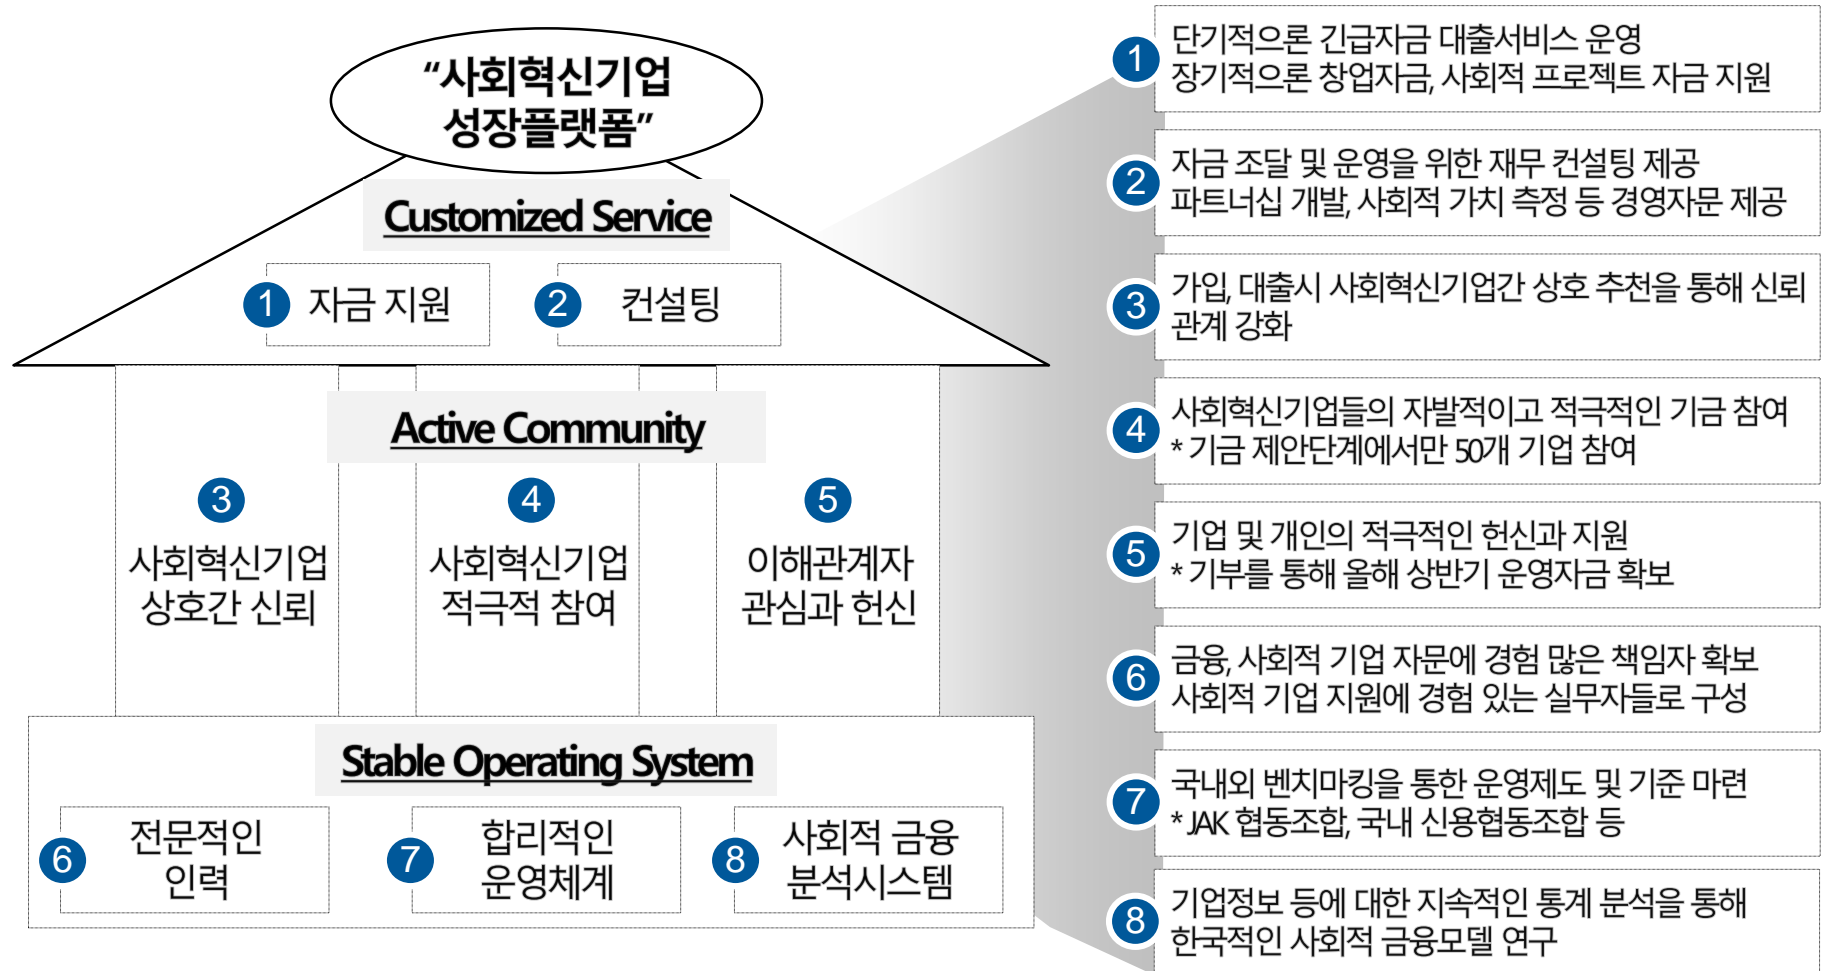 “사회혁신기업
성장플랫폼”
Customized Service
1 자금 지원
2 컨설팅
Active Community
3
사회혁신기업
상호간 신뢰
4
사회혁신기업
적극적 참여
5
이해관계자
관심과 헌신
Stable Operating System
6
전문적인
인력
7
합리적인
운영체계
8
사회적 금융
분석시스템
1
단기적으론 긴급자금 대출서비스 운영
장기적으론 창업자금, 사회적 프로젝트 자금 지원
2
자금 조달 및 운영을 위한 재무 컨설팅 제공
파트너십 개발, 사회적 가치 측정 등 경영자문 제공
3
가입, 대출시 사회혁신기업간 상호 추천을 통해 신뢰
관계 강화
4
사회혁신기업들의 자발적이고 적극적인 기금 참여
* 기금 제안단계에서만 50개 기업 참여
5
기업 및 개인의 적극적인 헌신과 지원
* 기부를 통해 올해 상반기 운영자금 확보
6
금융, 사회적 기업 자문에 경험 많은 책임자 확보
사회적 기업 지원에 경험 있는 실무자들로 구성
7
국내외 벤치마킹을 통한 운영제도 및 기준 마련
* JAK 협동조합, 국내 신용협동조합 등
8
기업정보 등에 대한 지속적인 통계 분석을 통해
한국적인 사회적 금융모델 연구